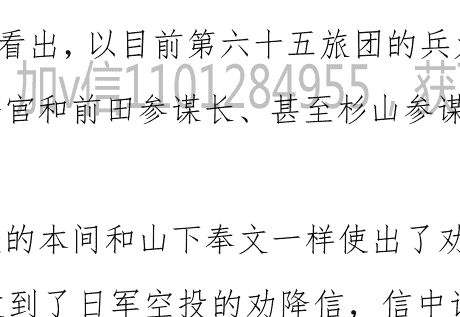 看出，以目前第六十五旅团的兵
加v信1101284955，获
官和前田参谋长、甚至杉山参谋
的本间和山下奉文一样使出了劝
到了日军空投的劝降信，信中